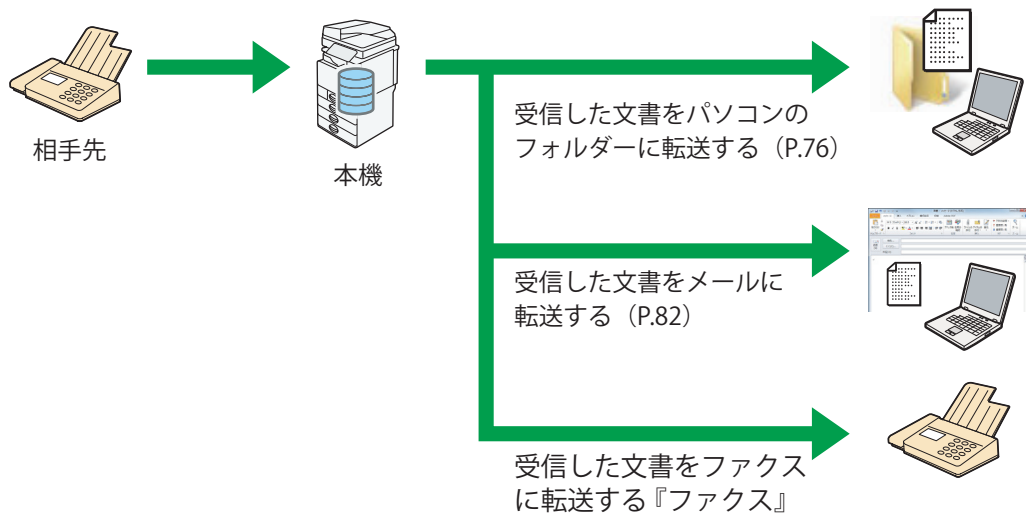 相手先
本機
受信した文書をパソコンの
フォルダーに転送する（P.76）
受信した文書をメールに
転送する（P.82）
受信した文書をファクス
に転送する『ファクス』